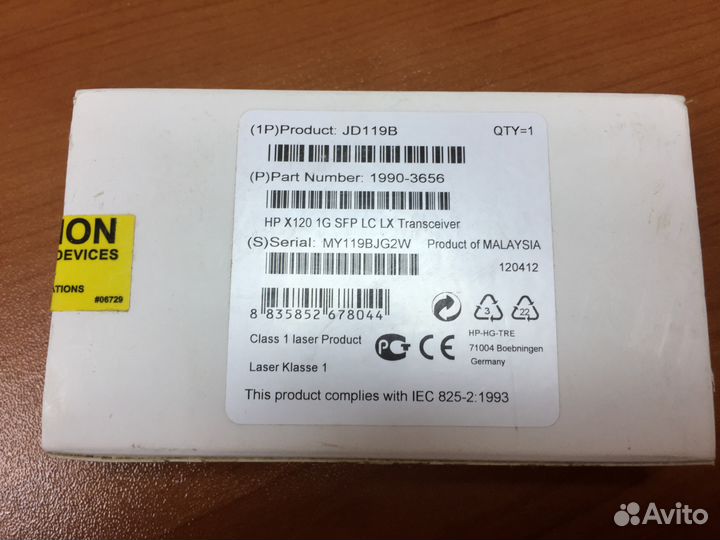 (1P)Product: JD119B QTY=1
(P)Part Number: 1990-3656
HP X120 1G SFP LC LX Transceiver
(S)Serial: MY119BJG2W Product of MALAYSIA
120412
8 835852 678044
3 22
Class 1 laser Product
PG CE
HP-HG-TRE
71004 Boebningen
Germany
Laser Klasse 1
This product complies with IEC 825-2:1993
ION
DEVICES
ATIONS
#06729
Avito